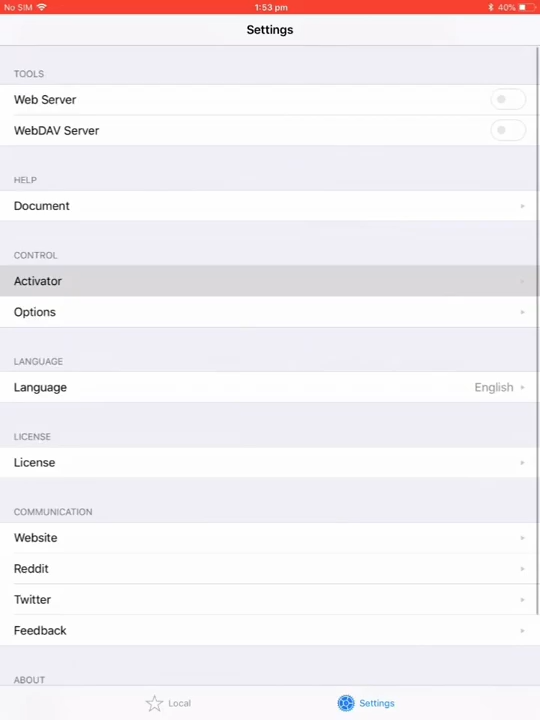 No SIM 1:53 pm 40%
Settings
TOOLS
Web Server
WebDAV Server
HELP
Document
CONTROL
Activator
Options
LANGUAGE
Language English
LICENSE
License
COMMUNICATION
Website
Reddit
Twitter
Feedback
ABOUT
Local Settings